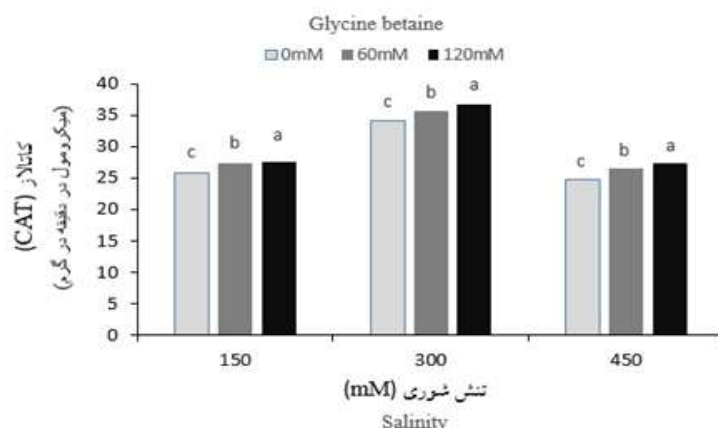 Glycine betaine
0mM 60mM 120mM
40
35
30
25
20
15
10
5
0
کاتالاز (CAT)
(میکرومول در دقیقه در گرم)
c b a
c b a
c b a
150 300 450
تنش شوری (mM)
Salinity